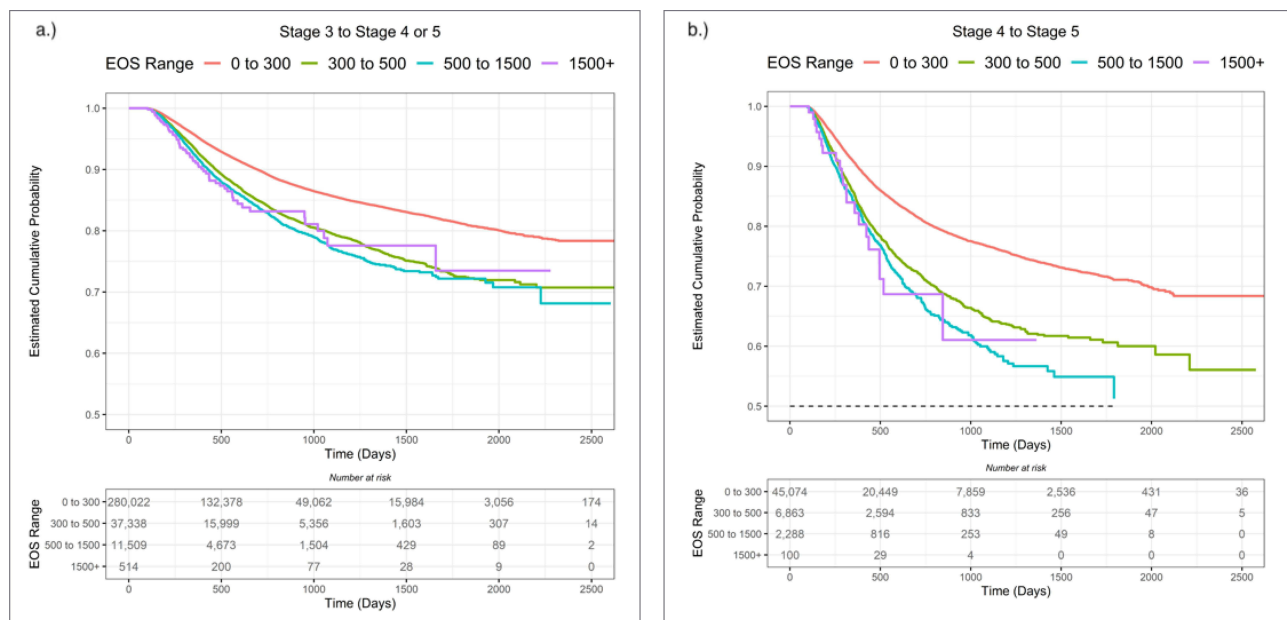 a.)
Stage 3 to Stage 4 or 5
EOS Range 0 to 300 300 to 500 500 to 1500 1500+
Estimated Cumulative Probability
1.0
0.9
0.8
0.7
0.6
0.5
0 500 1000 1500 2000 2500
Time (Days)
Number at risk
EOS Range
0 to 300 280,022 132,378 49,062 15,984 3,056 174
300 to 500 37,338 15,999 5,356 1,603 307 14
500 to 1500 11,509 4,673 1,504 429 89 2
1500+ 514 200 77 28 9 0
0 500 1000 1500 2000 2500
Time (Days)
b.)
Stage 4 to Stage 5
EOS Range 0 to 300 300 to 500 500 to 1500 1500+
Estimated Cumulative Probability
1.0
0.9
0.8
0.7
0.6
0.5
0 500 1000 1500 2000 2500
Time (Days)
Number at risk
EOS Range
0 to 300 45,074 20,449 7,859 2,536 431 36
300 to 500 6,863 2,594 833 256 47 5
500 to 1500 2,288 816 253 49 8 0
1500+ 100 29 4 0 0 0
0 500 1000 1500 2000 2500
Time (Days)